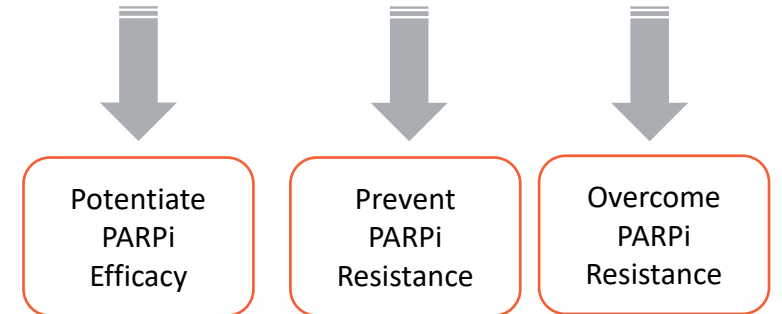 Potentiate
PARPi
Efficacy
Prevent
PARPi
Resistance
Overcome
PARPi
Resistance